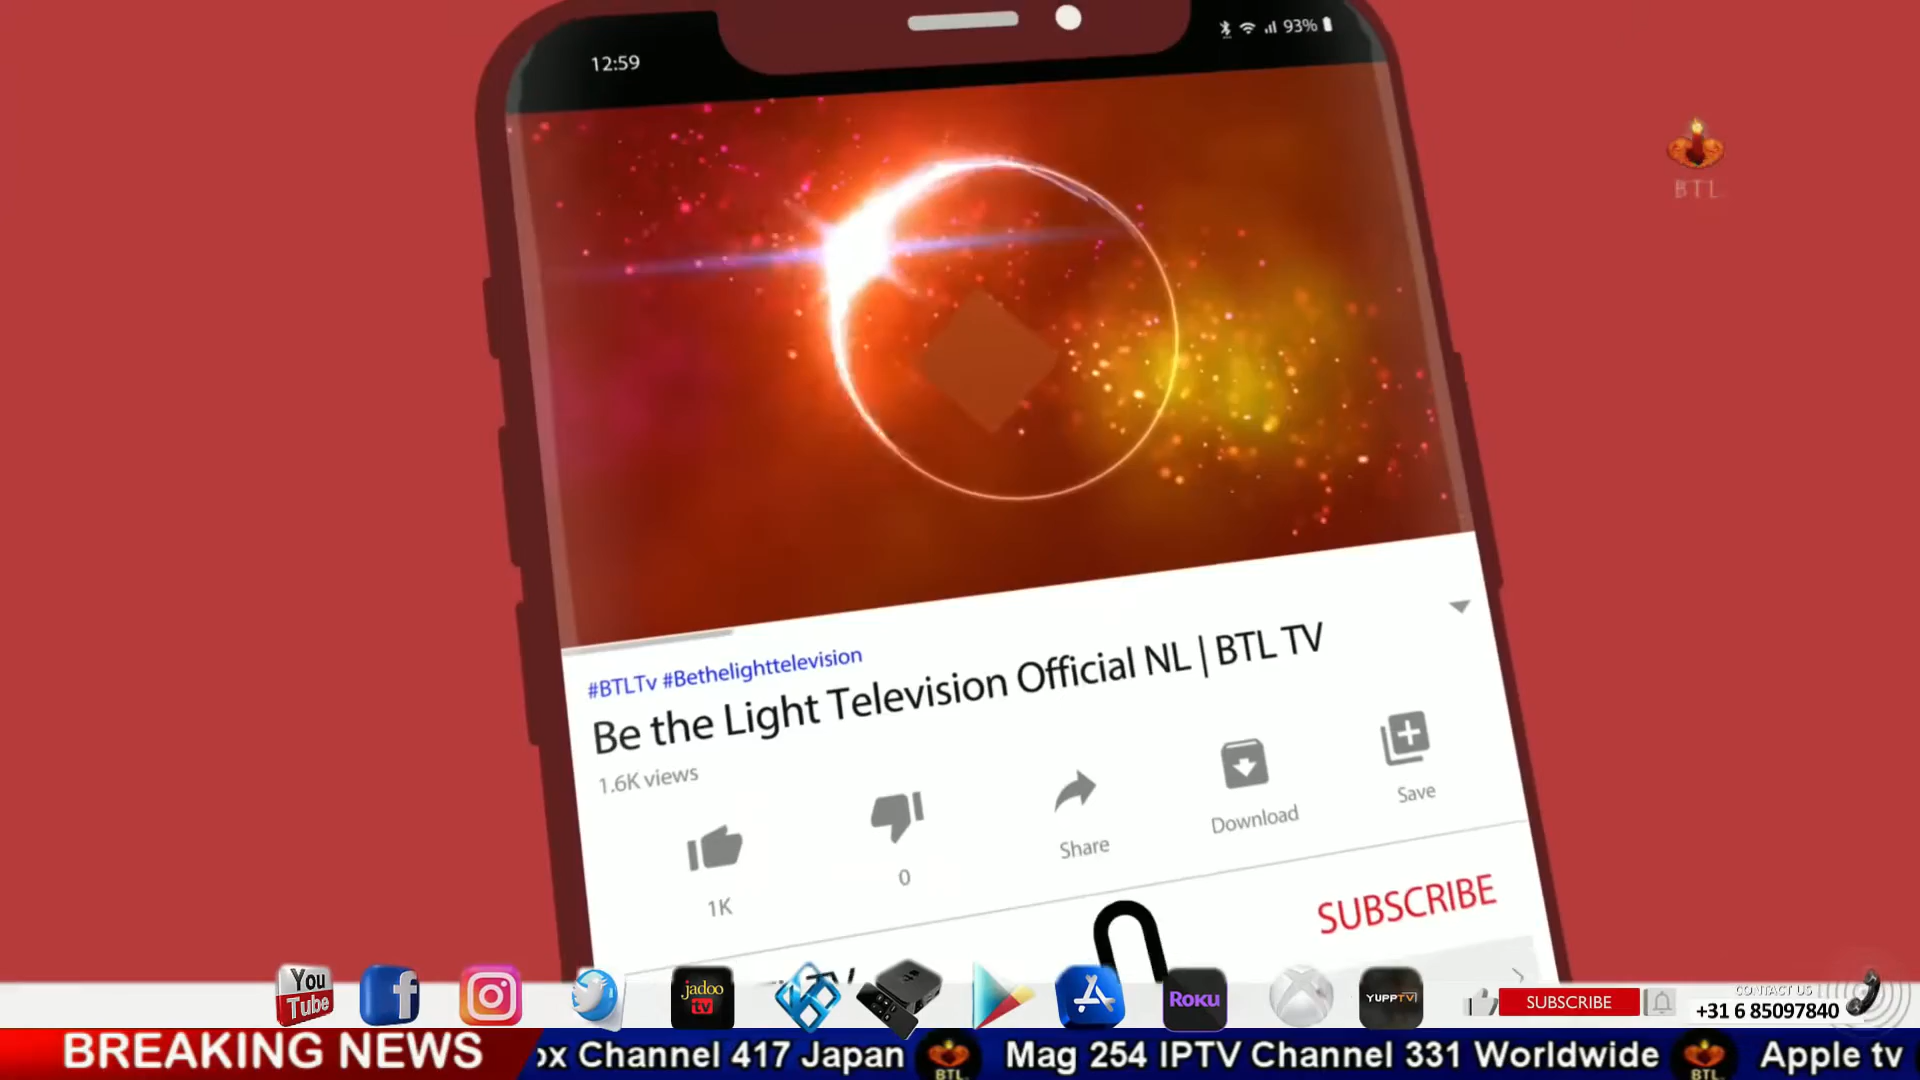 12:59
93%
BTL
#BTLTv #Bethelighttelevision
Be the Light Television Official NL | BTL TV
1.6K views
1K
0
Share
Download
Save
SUBSCRIBE
You
Tube
jadoo
tv
ROKU
YUPPTV
SUBSCRIBE
CONTACT US
+31 6 85097840
BREAKING NEWS
ox Channel 417 Japan
BTL
Mag 254 IPTV Channel 331 Worldwide
BTL
Apple tv